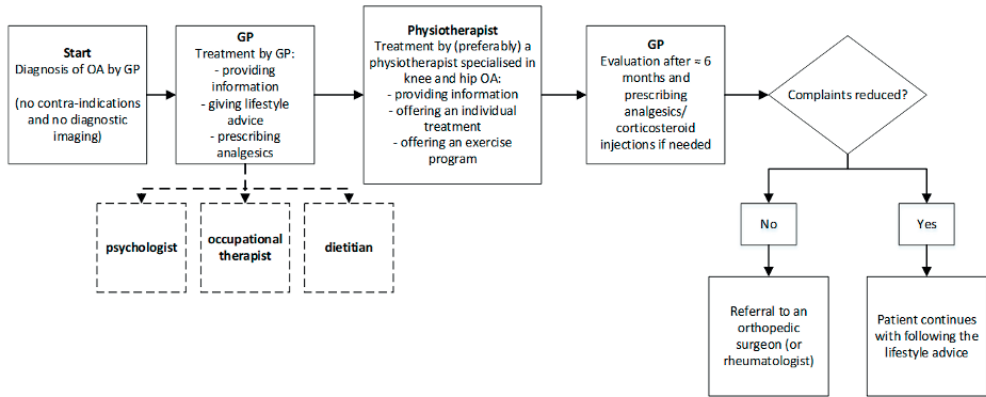 Start
Diagnosis of OA by GP
(no contra-indications
and no diagnostic
imaging)
GP
Treatment by GP:
- providing
information
- giving lifestyle
advice
- prescribing
analgesics
psychologist
occupational
therapist
dietitian
Physiotherapist
Treatment by (preferably) a
physiotherapist specialised in
knee and hip OA:
- providing information
- offering an individual
treatment
- offering an exercise
program
GP
Evaluation after ≈ 6
months and
prescribing
analgesics/
corticosteroid
injections if needed
Complaints reduced?
No
Yes
Referral to an
orthopedic
surgeon (or
rheumatologist)
Patient continues
with following the
lifestyle advice